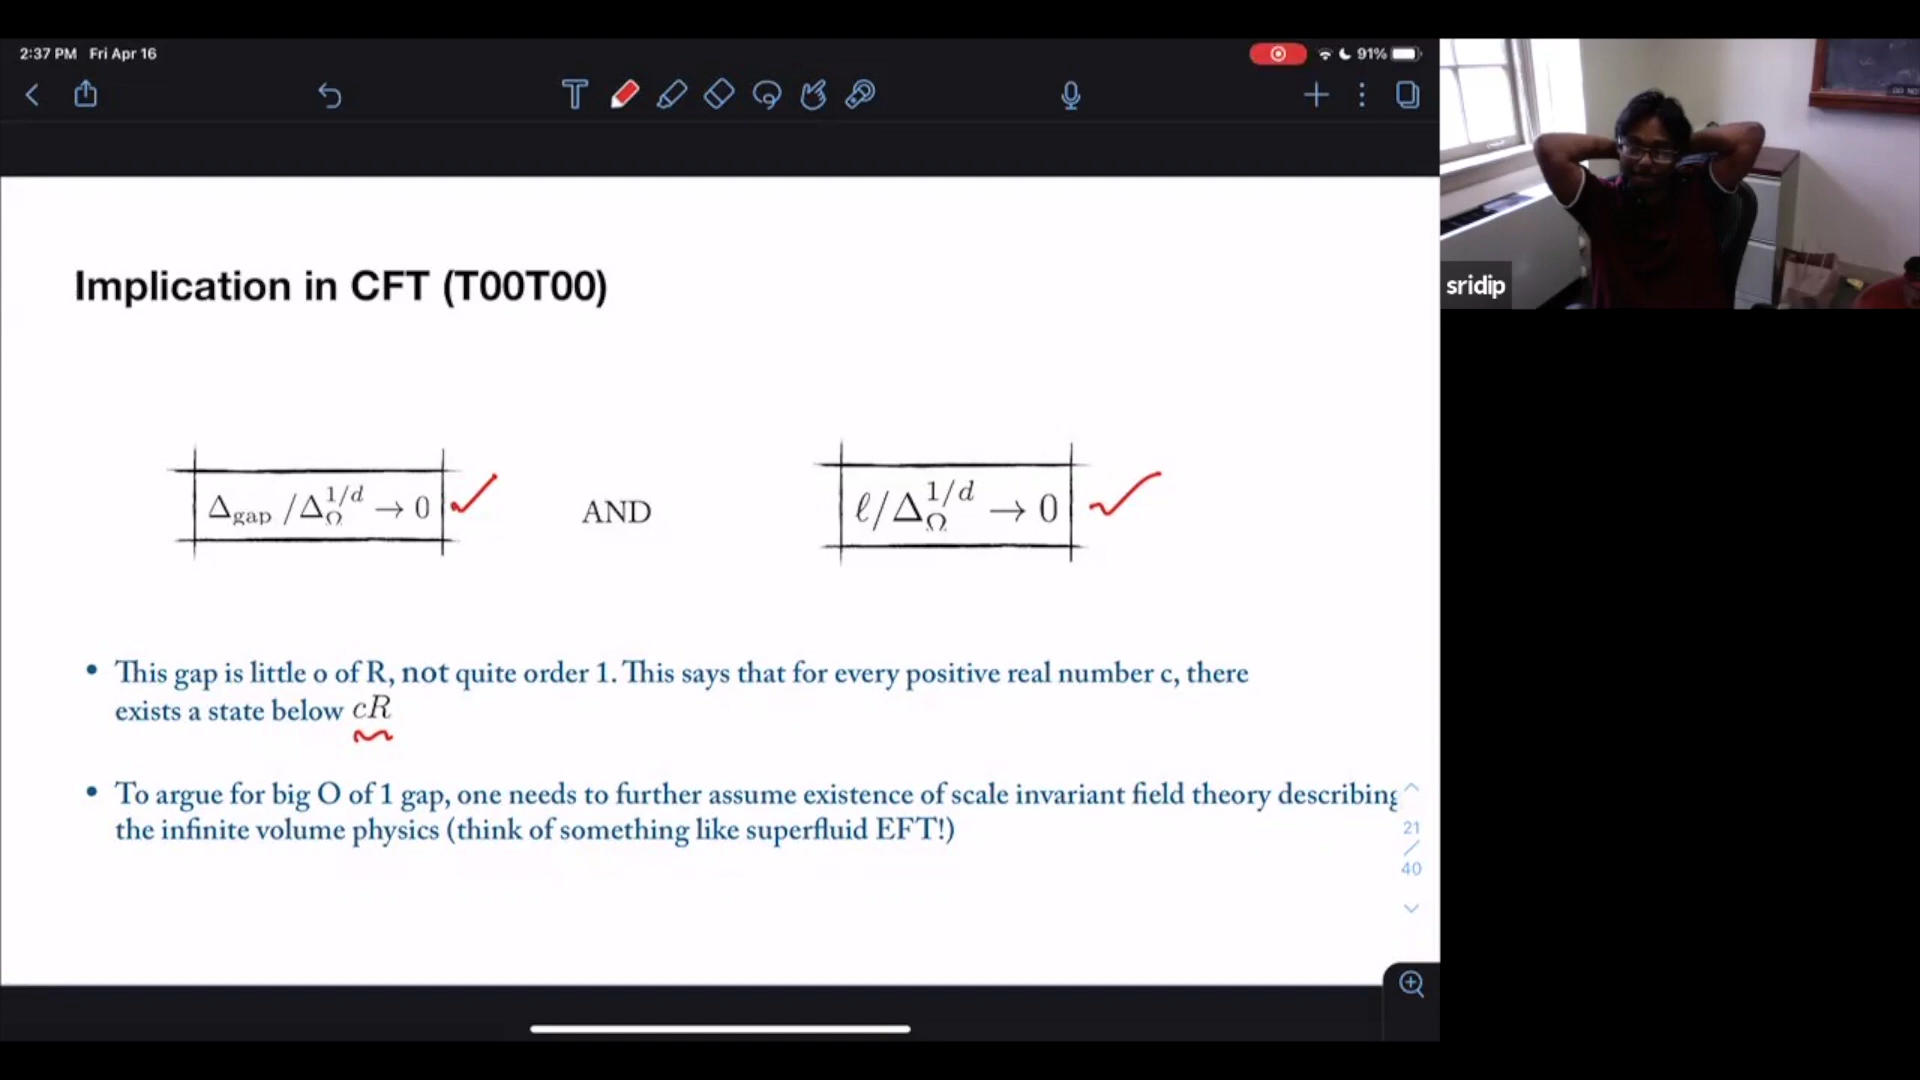 2:37 PM Fri Apr 16
91%
Implication in CFT (T00T00)
Δ_gap / Δ_Ω^{1/d} → 0 AND ℓ/Δ_Ω^{1/d} → 0
• This gap is little o of R, not quite order 1. This says that for every positive real number c, there
exists a state below cR
• To argue for big O of 1 gap, one needs to further assume existence of scale invariant field theory describing
the infinite volume physics (think of something like superfluid EFT!)
21
/
40
sridip